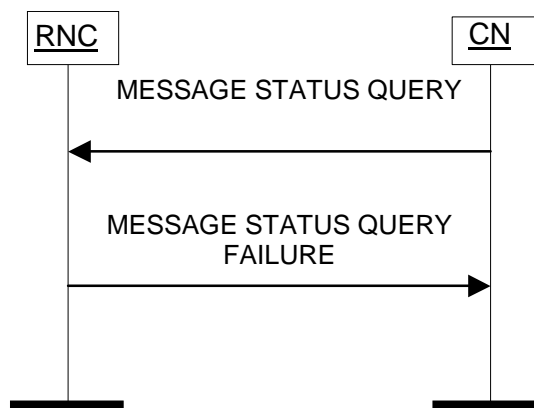 RNC
CN
MESSAGE STATUS QUERY
MESSAGE STATUS QUERY
FAILURE